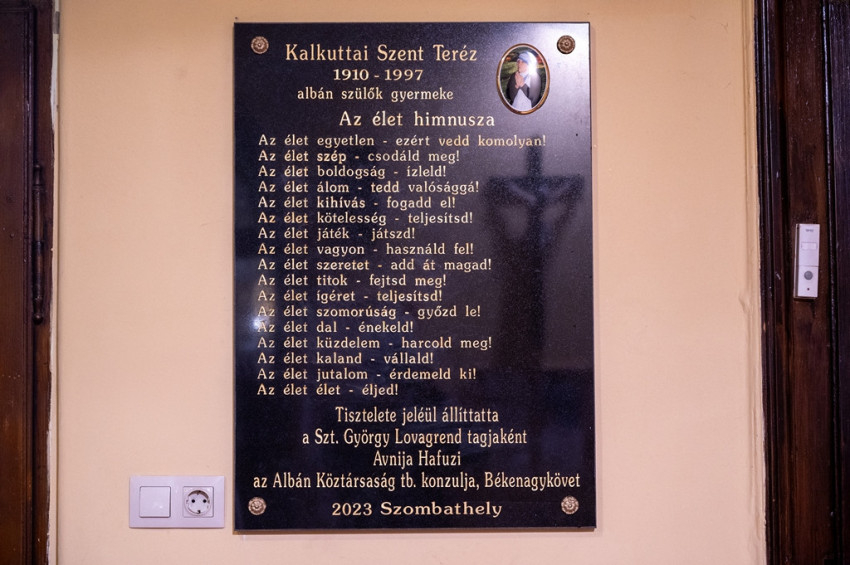 Kalkuttai Szent Teréz
1910 - 1997
albán szülők gyermeke
Az élet himnusza
Az élet egyetlen - ezért vedd komolyan!
Az élet szép - csodáld meg!
Az élet boldogság - ízleld!
Az élet álom - tedd valósággá!
Az élet kihívás - fogadd el!
Az élet kötelesség - teljesítsd!
Az élet játék - játszd!
Az élet vagyon - használd fel!
Az élet szeretet - add át magad!
Az élet titok - fejtsd meg!
Az élet ígéret - teljesítsd!
Az élet szomorúság - győzd le!
Az élet dal - énekeld!
Az élet küzdelem - harcold meg!
Az élet kaland - vállald!
Az élet jutalom - érdemeld ki!
Az élet élet - éljed!
Tisztelete jeléül állíttatta
a Szt. György Lovagrend tagjaként
Avnija Hafuzi
az Albán Köztársaság tb. konzulja, Békenagykövet
2023 Szombathely